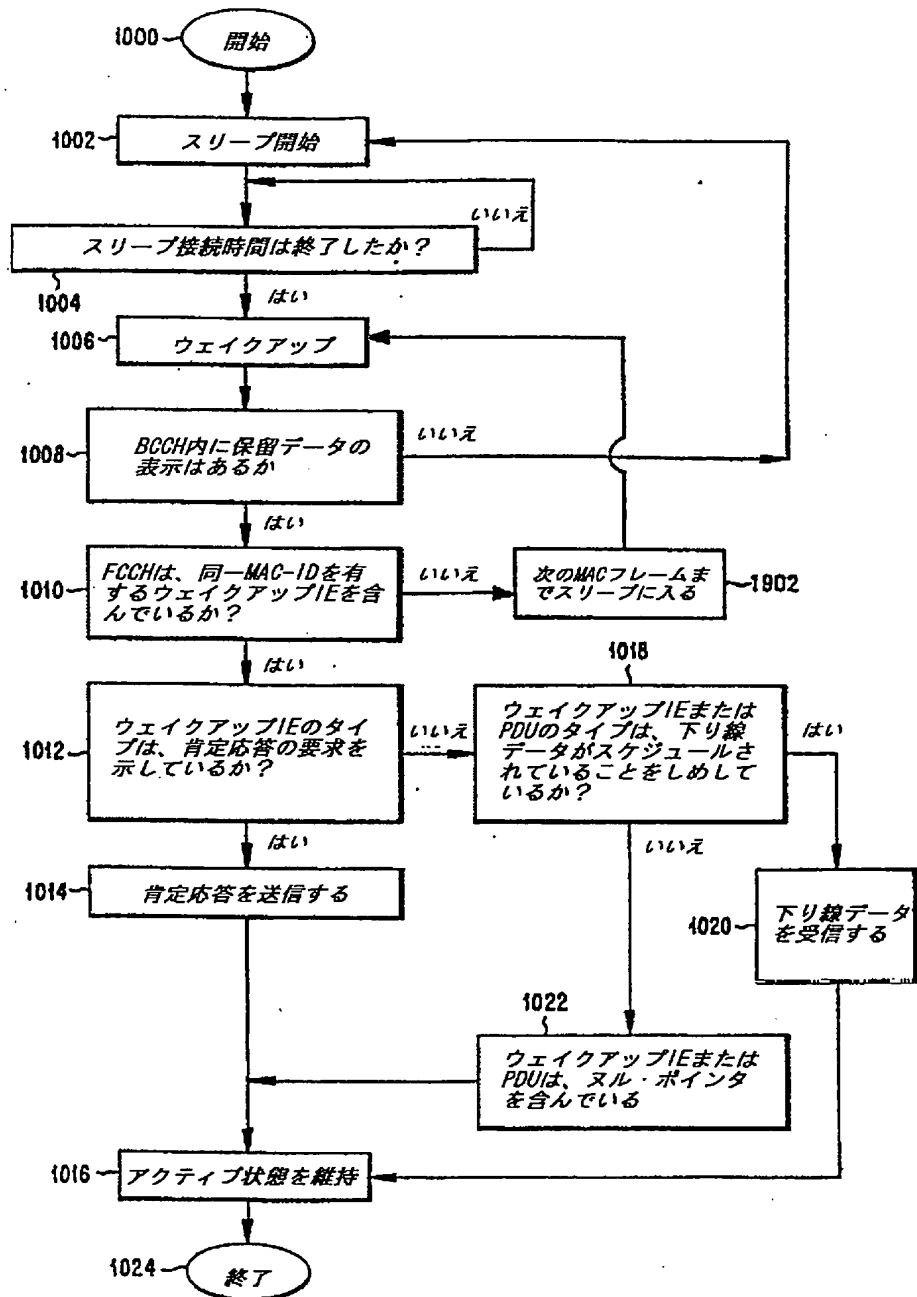 1000
開始
1002
スリープ開始
いいえ
スリープ接続時間は終了したか?
1004
はい
1006
ウェイクアップ
1008
BCCH内に保留データの
表示はあるか
いいえ
はい
1010
FCCHは、同一MAC-IDを有
するウェイクアップIEを含
んでいるか?
いいえ
次のMACフレームま
でスリープに入る
1902
はい
1018
1012
ウェイクアップIEのタイ
プは、肯定応答の要求を
示しているか?
いいえ
ウェイクアップIEまたは
PDUのタイプは、下り線
データがスケジュールさ
れていることをしめして
いるか?
はい
はい
いいえ
1014
肯定応答を送信する
1020
下り線データ
を受信する
1022
ウェイクアップIEまたは
PDUは、ヌル・ポインタ
を含んでいる
1016
アクティブ状態を維持
1024
終了